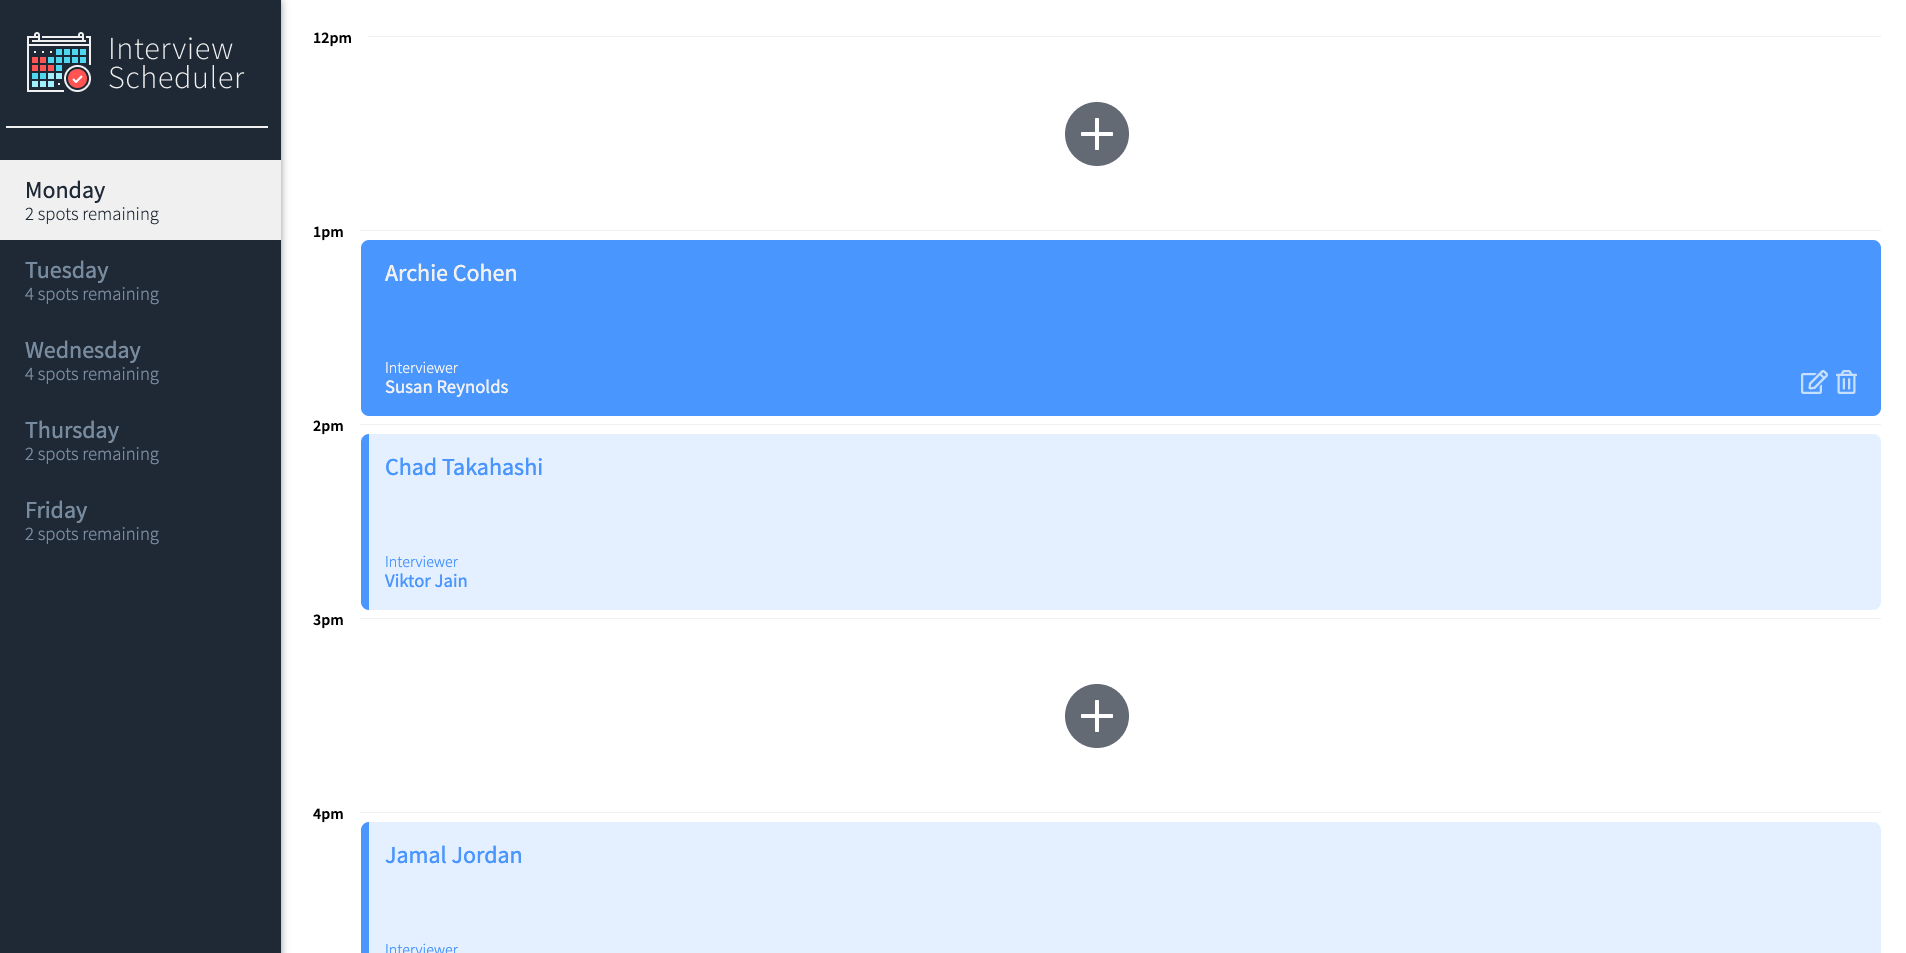 Interview
Scheduler
Monday
2 spots remaining
Tuesday
4 spots remaining
Wednesday
4 spots remaining
Thursday
2 spots remaining
Friday
2 spots remaining
12pm
1pm
Archie Cohen
Interviewer
Susan Reynolds
2pm
Chad Takahashi
Interviewer
Viktor Jain
3pm
4pm
Jamal Jordan
Interviewer